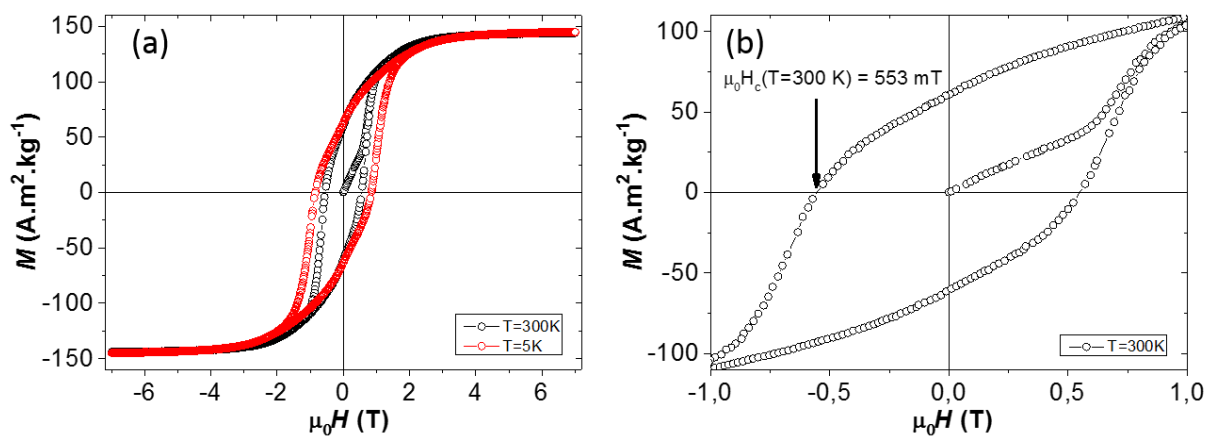 (a)
150
100
50
0
-50
-100
-150
M (A.m².kg⁻¹)
-6 -4 -2 0 2 4 6
μ₀H (T)
T=300K
T=5K
(b)
μ₀H_c(T=300 K) = 553 mT
100
50
0
-50
-100
M (A.m².kg⁻¹)
-1,0 -0,5 0,0 0,5 1,0
μ₀H (T)
T=300K